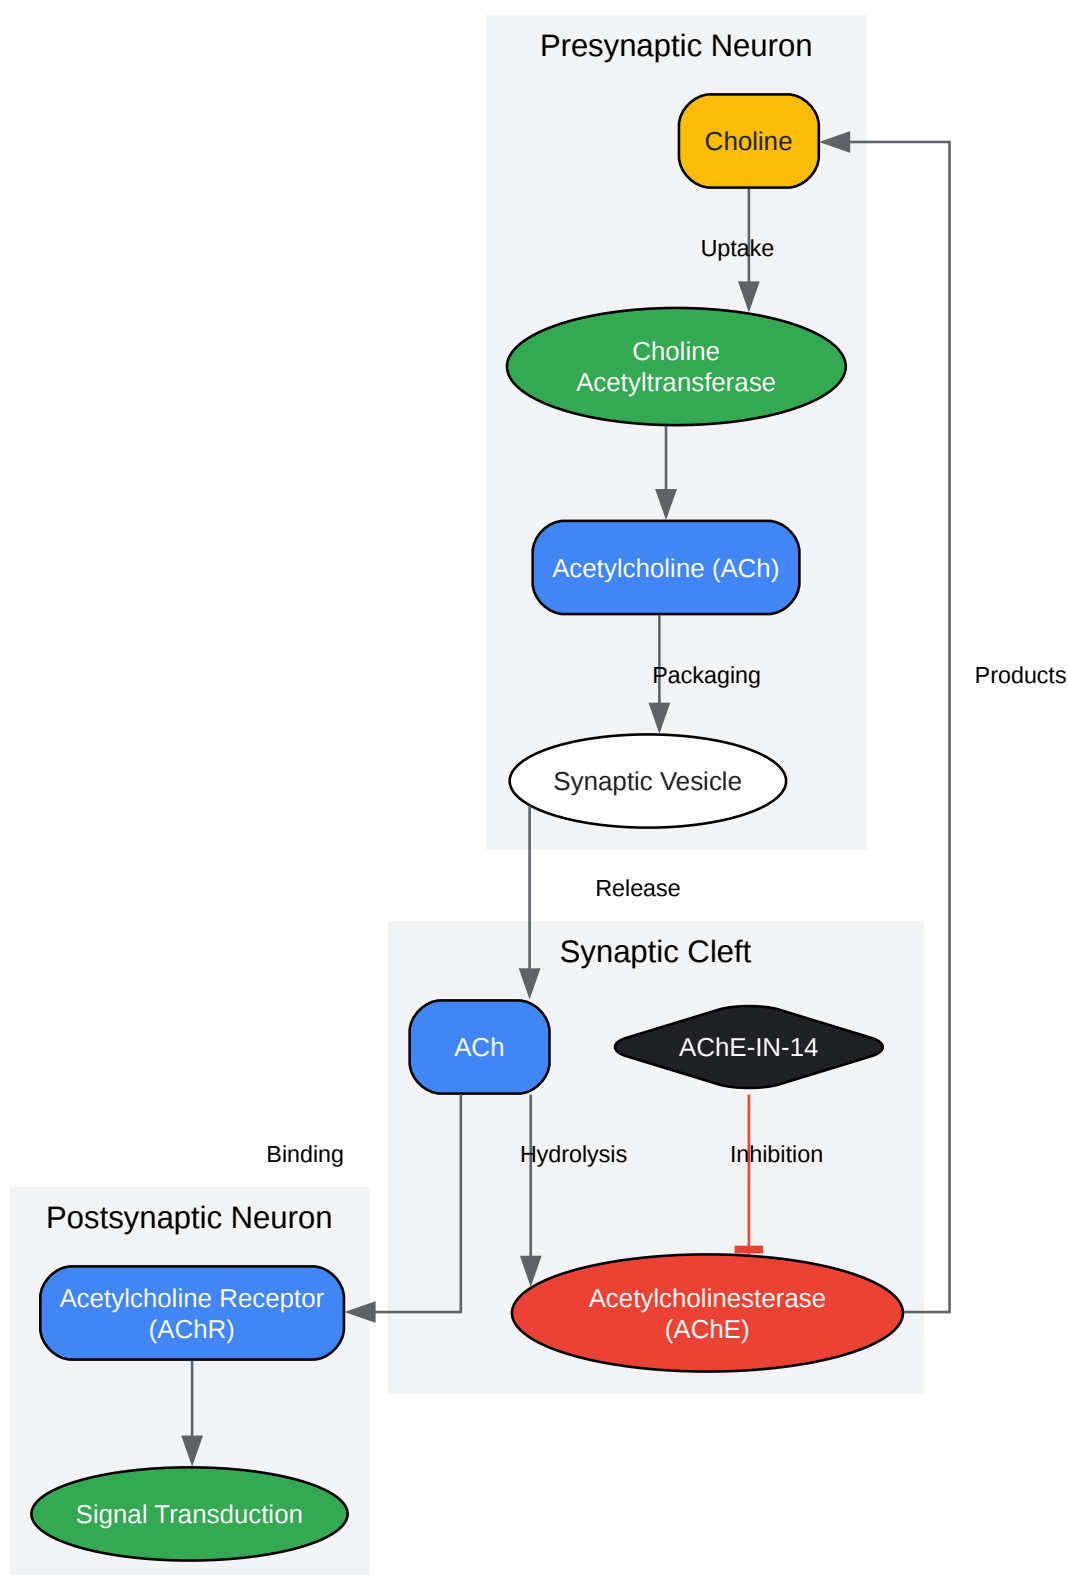 Presynaptic Neuron
Choline
Uptake
Choline
Acetyltransferase
Acetylcholine (ACh)
Packaging
Products
Synaptic Vesicle
Release
Synaptic Cleft
ACh
AChE-IN-14
Binding
Hydrolysis
Inhibition
Postsynaptic Neuron
Acetylcholine Receptor
(AChR)
Acetylcholinesterase
(AChE)
Signal Transduction